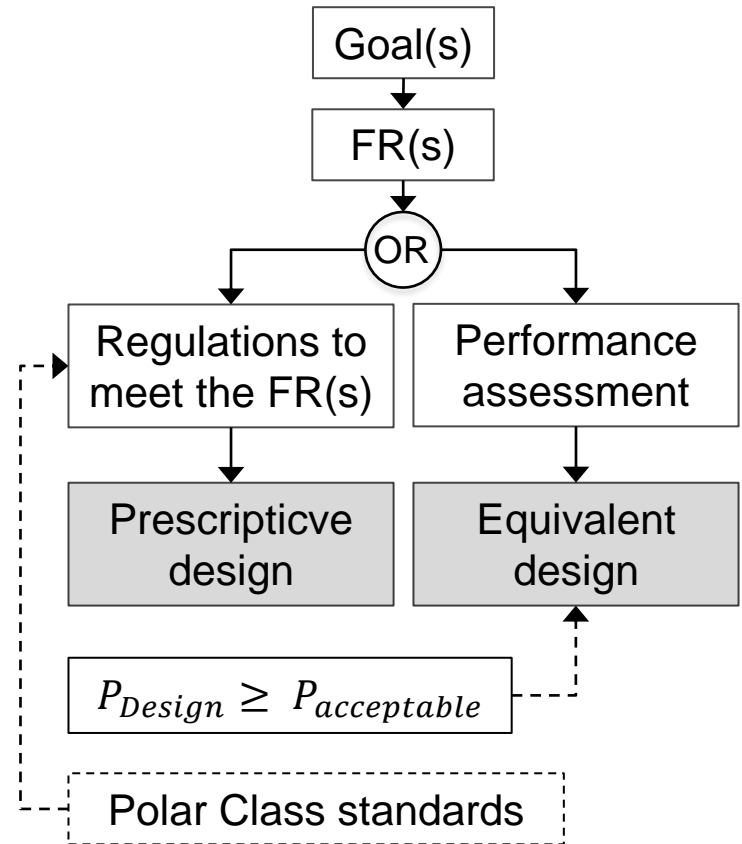 Goal(s)
FR(s)
OR
Regulations to
meet the FR(s)
Performance
assessment
Prescripticve
design
Equivalent
design
P_Design ≥ P_acceptable
Polar Class standards